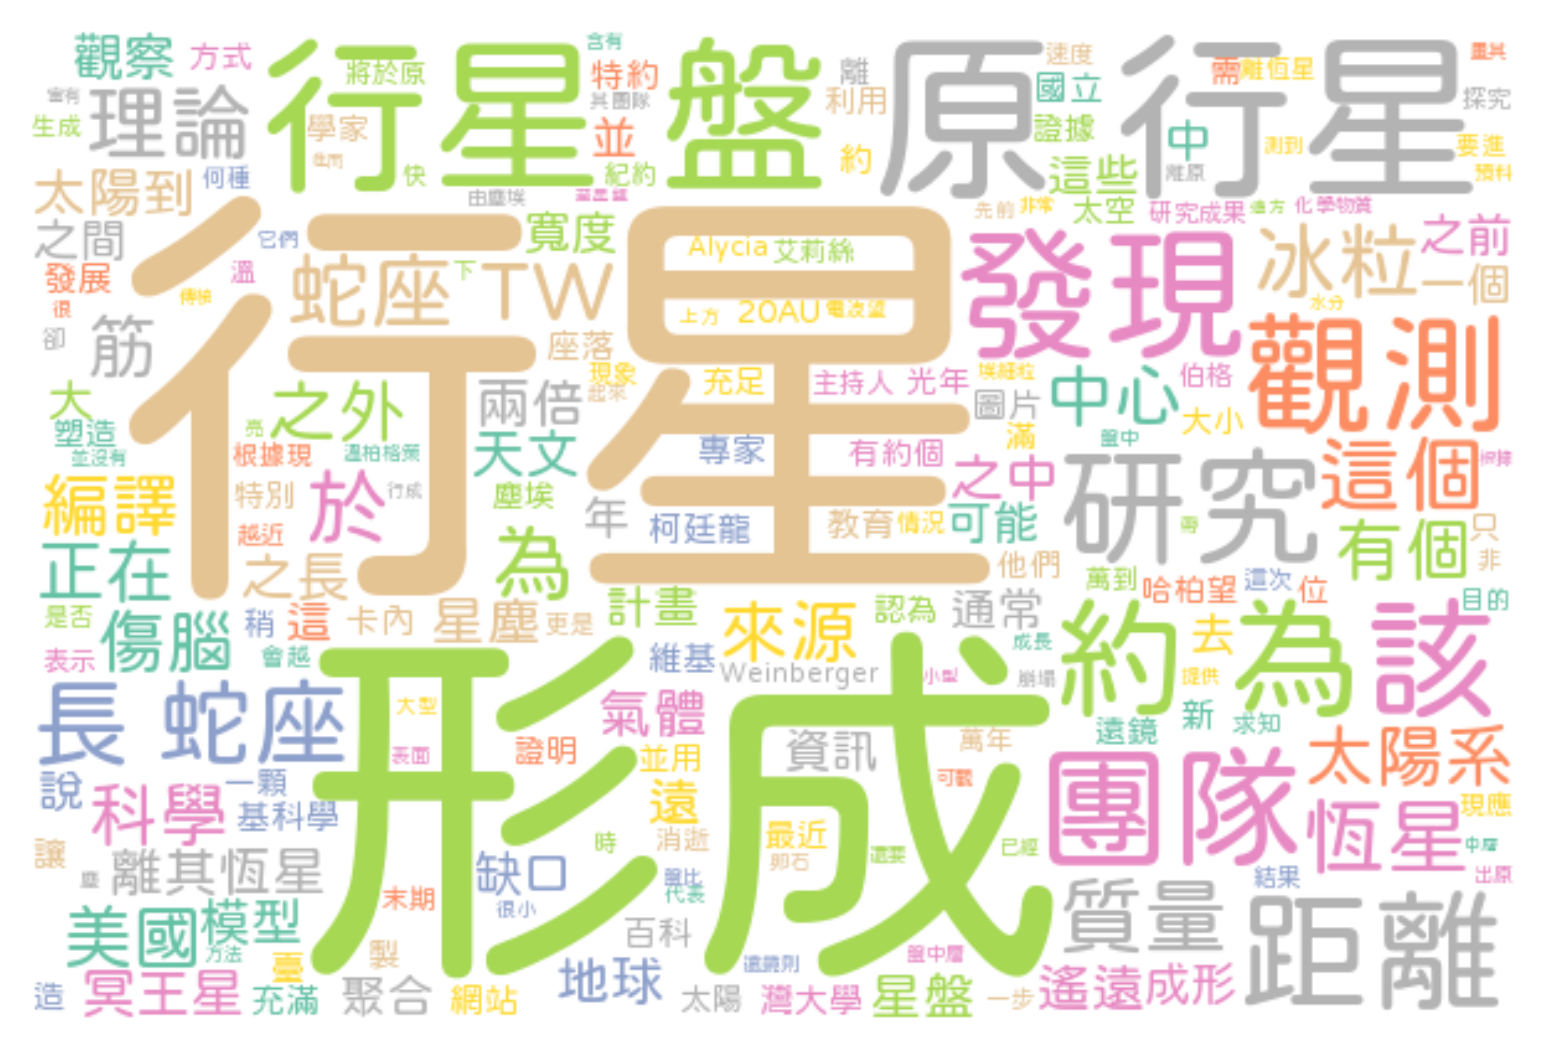 觀察 方式 行星 盤 原 行星
含有 速度 離恆星
將於原 特約 離 國立 需 探究
理論 其團隊 利用
生成 學家 並 證據 中 測到 要進
快 紀約 約 這些 離原 預料
太陽到 何種 由塵埃
先前 非常 太空 研究成果 遠方 化學物質
之間 它們 寬度 之前
Alycia 艾莉絲 發現 冰粒
發展 溫 蛇座 下 TW 一個
很 行星 上方 20AU 電波望 水分
卻 筋 座落 觀測
大 之外 兩倍 現象 充足 主持人 光年 埃細粒 中心 伯格
起來 圖片 大小
塑造 亮 滿 盤中
並沒有 根據現 溫柏格策 天文 專家 有約個 之中 這個
編譯 特別 於 行成 塵埃 研究
越近 年 柯廷龍 教育 情況 可能 有個 只
正在 之長 為 他們 非
萬到 哈柏望 這次 位
是否 傷腦 稍 這 卡內 星塵 更是 計畫 來源 認為 通常 約 為 去 該 目的
表示 會越 維基 Weinberger 小型 成長 崩塌 提供
長 蛇座 形成 大型 氣體 遠鏡 新 求知
說 一顆 表面 證明 並用 資訊 萬年 太陽系
科學 基科學 遠 可觀 團隊 恆星 現應
讓 時 消逝 最近 還要 已經 中層
塵 離其恆星 缺口 盤比 卵石 結果 出原
末期 很小 代表
美國 模型 百科 質量 距離
方法 臺 製 遠鏡則 盤中層
造 冥王星 充滿 聚合 網站 地球 太陽 灣大學 星盤 一步 遙遠 成形